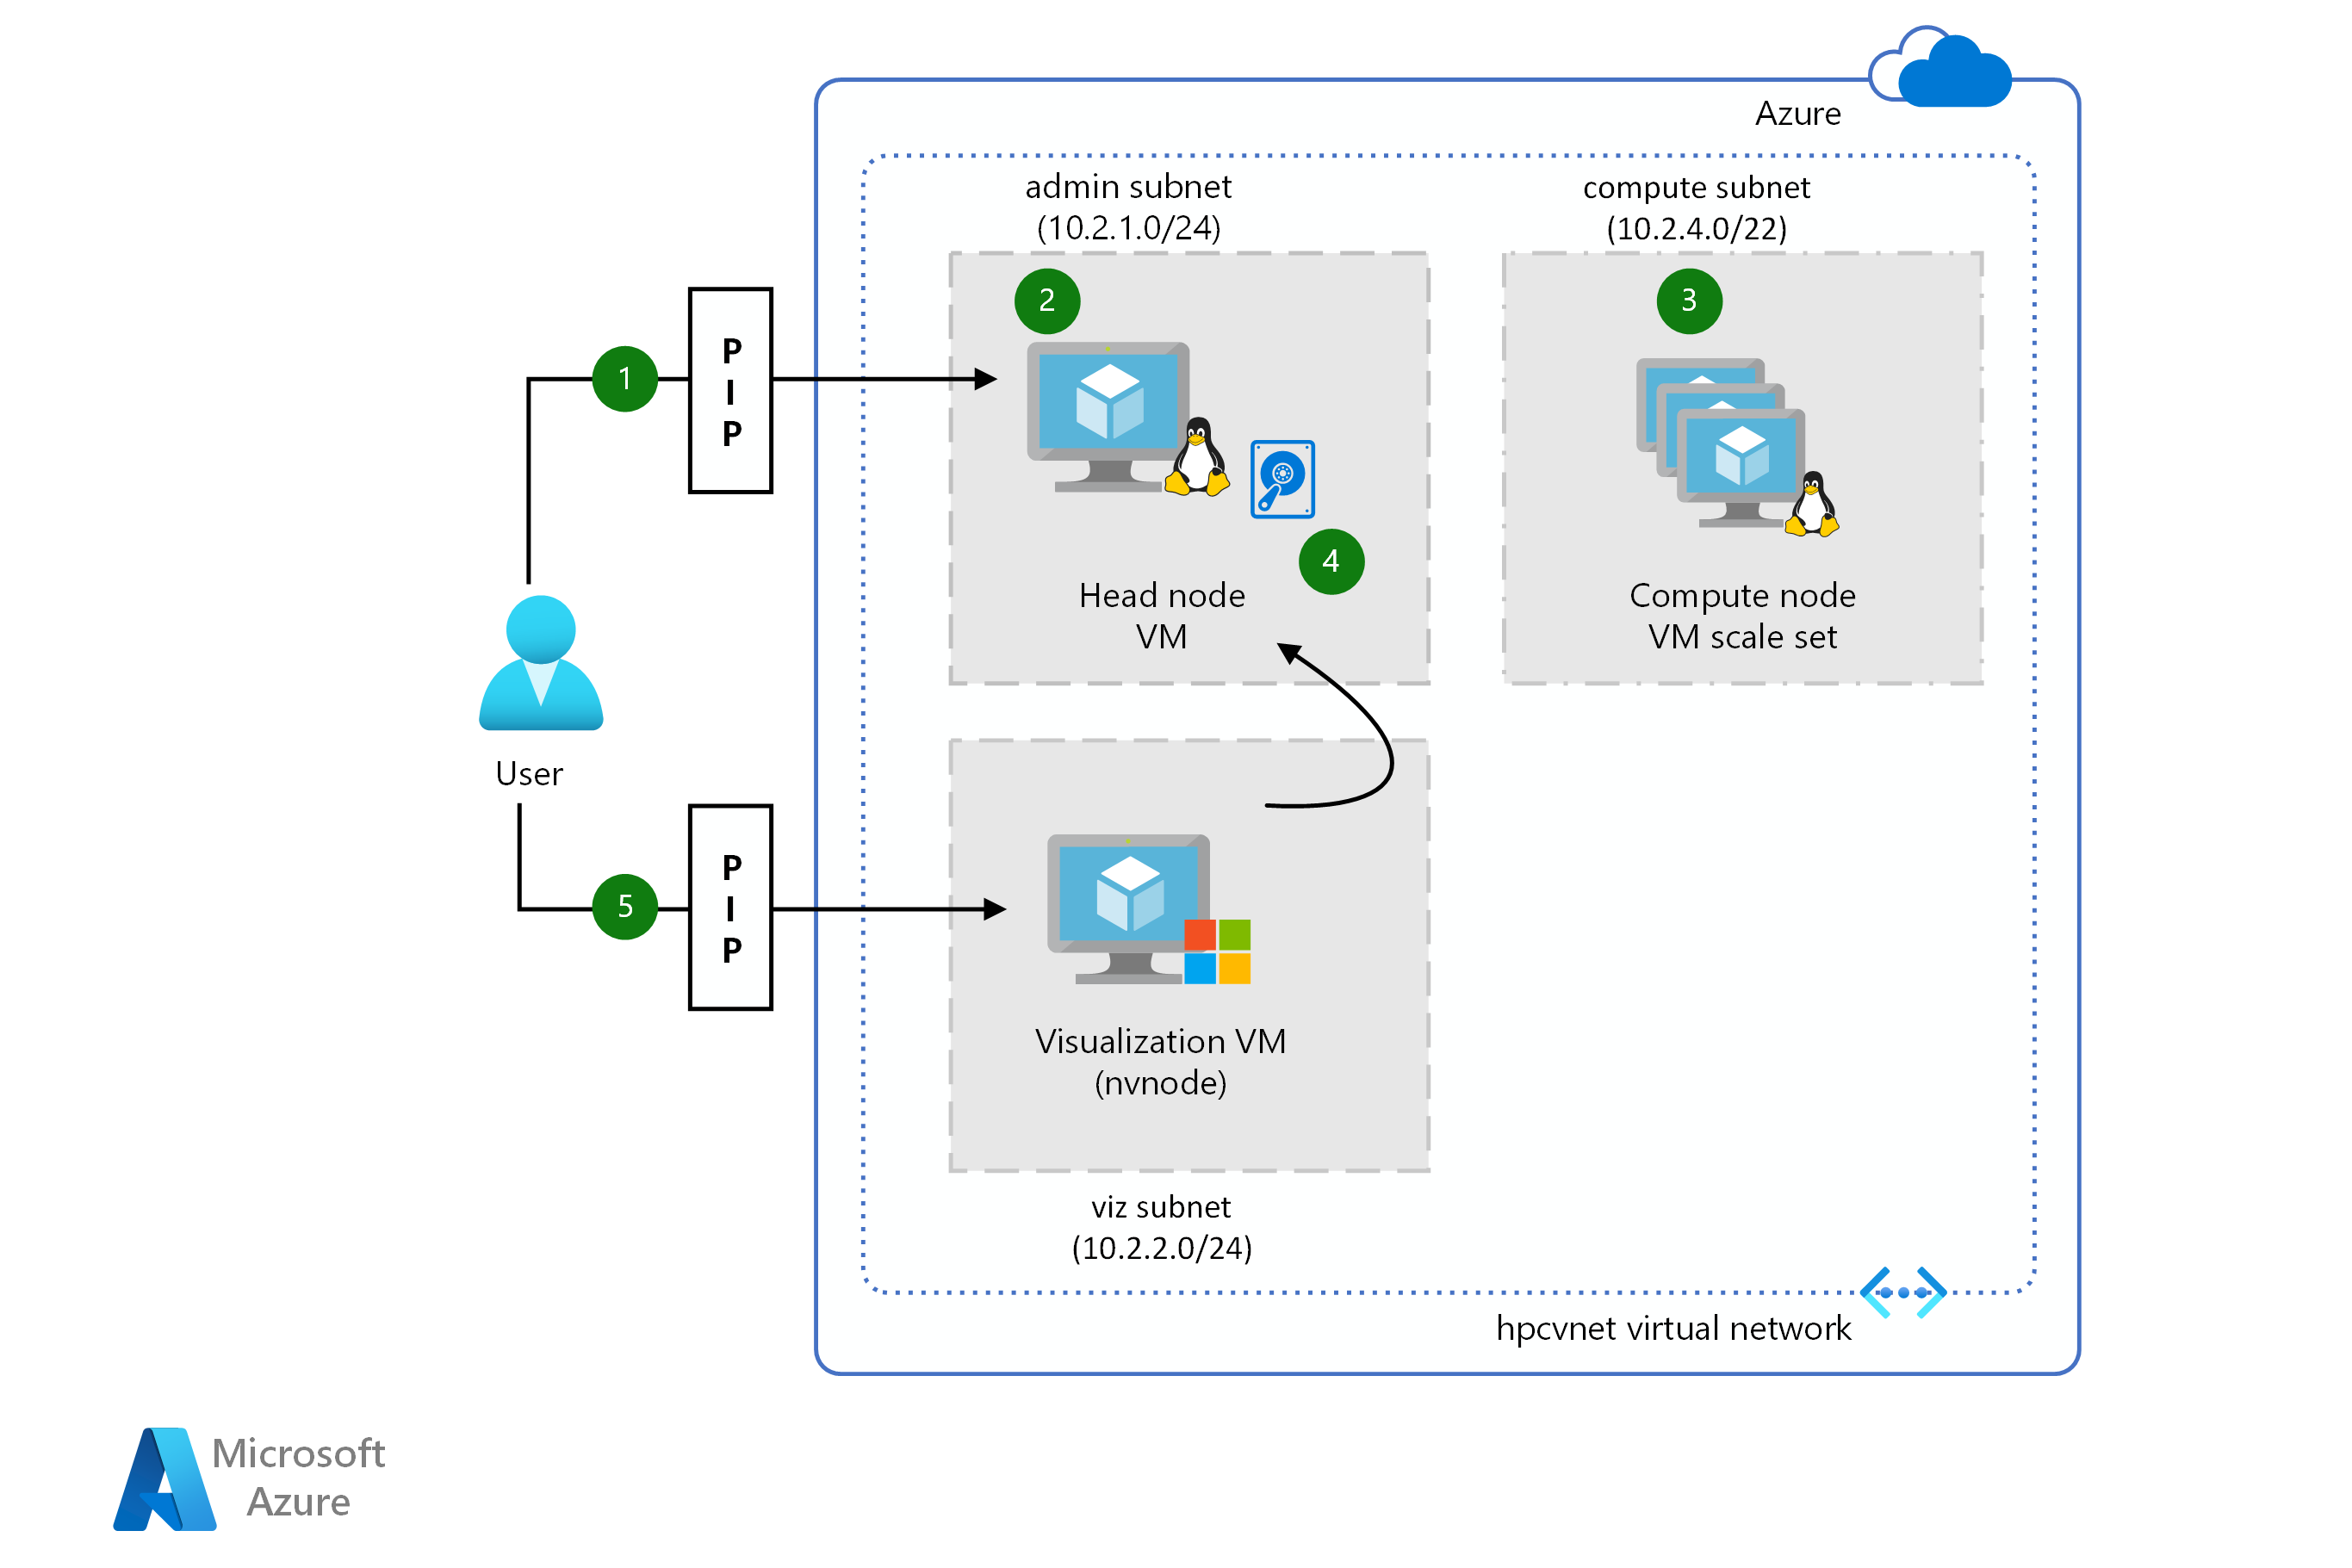 Azure
admin subnet
(10.2.1.0/24)
compute subnet
(10.2.4.0/22)
2
3
1
P
I
P
4
Head node
VM
Compute node
VM scale set
User
5
P
I
P
Visualization VM
(nvnode)
viz subnet
(10.2.2.0/24)
hpcvnet virtual network
Microsoft
Azure